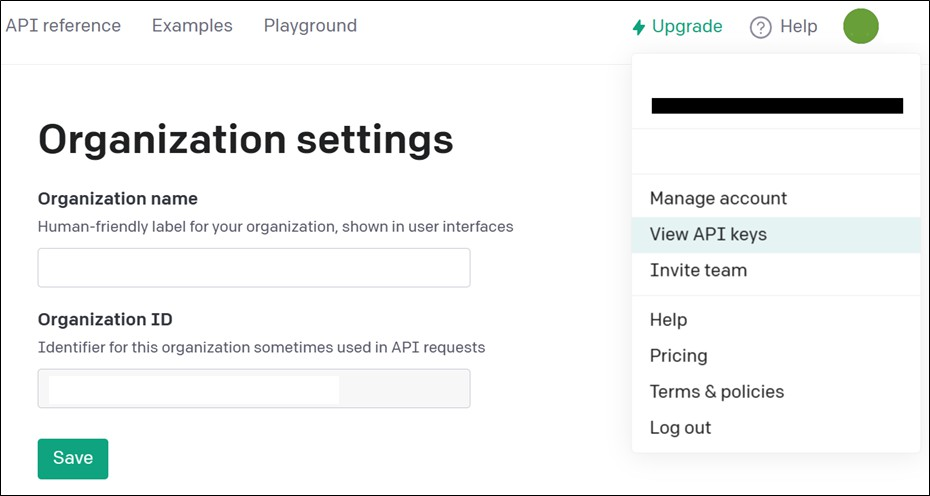 API reference Examples Playground Upgrade Help
Organization settings
Organization name
Human-friendly label for your organization, shown in user interfaces
Organization ID
Identifier for this organization sometimes used in API requests
Save
Manage account
View API keys
Invite team
Help
Pricing
Terms & policies
Log out